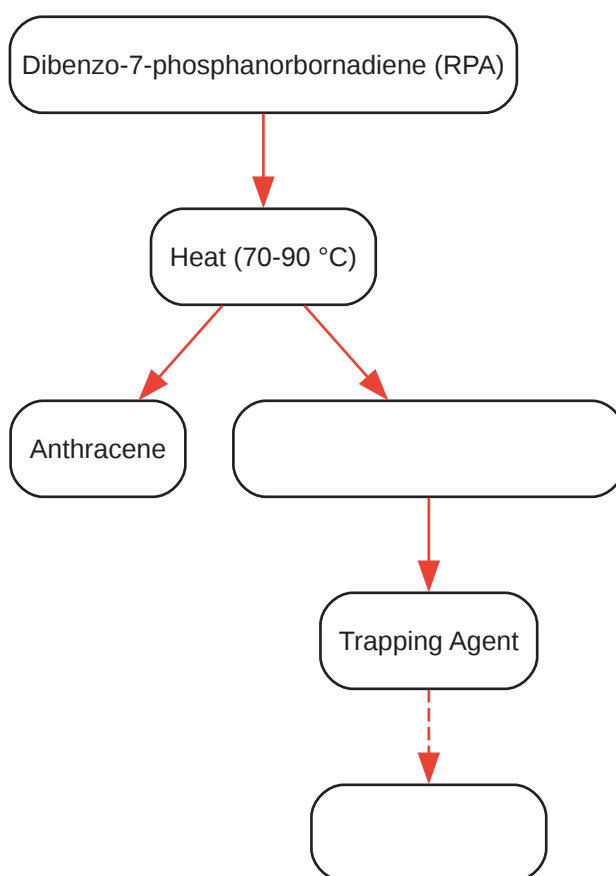 Dibenzo-7-phosphanorbornadiene (RPA)
Heat (70-90 °C)
Anthracene
Trapping Agent